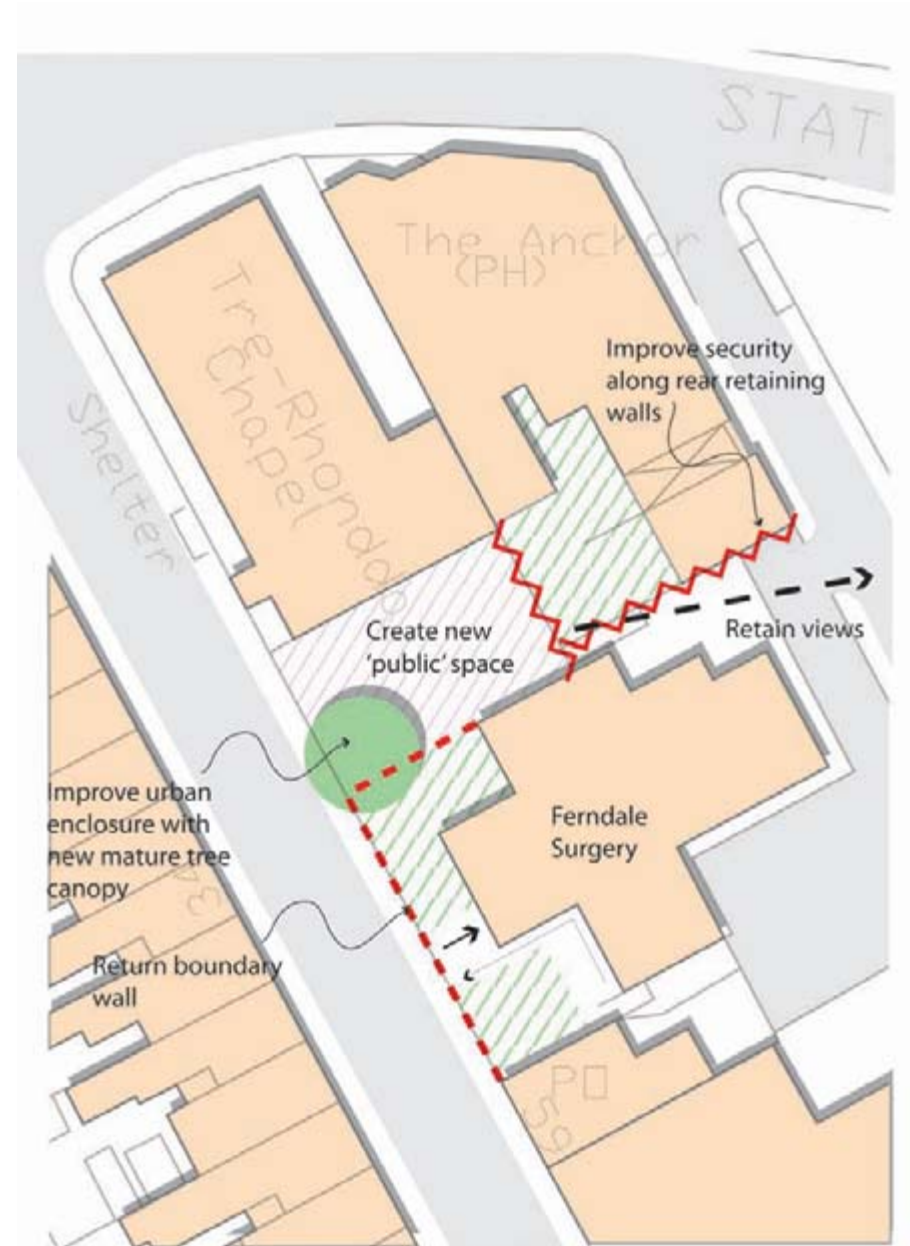 STAT
The Anchor
(PH)
Tre-Rhondda
Chapel
Shelter
Improve security
along rear retaining
walls
Create new
'public' space
Retain views
Improve urban
enclosure with
new mature tree
canopy
Ferndale
Surgery
Return boundary
wall
34
PO
59